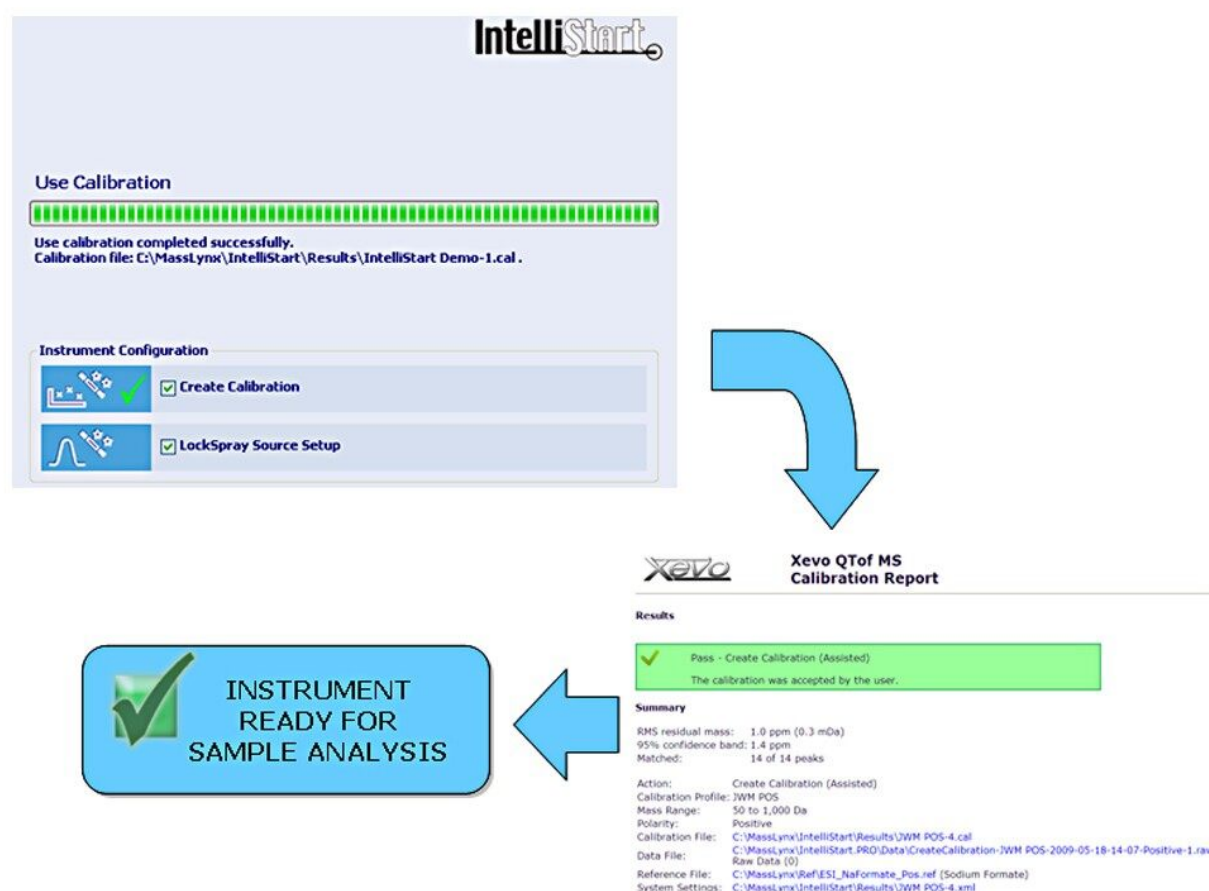 IntelliStart
Use Calibration
Use calibration completed successfully.
Calibration file: C:\MassLynx\IntelliStart\Results\IntelliStart Demo-1.cal .
Instrument Configuration
Create Calibration
LockSpray Source Setup
Xevo
Xevo QTof MS
Calibration Report
Results
Pass - Create Calibration (Assisted)
The calibration was accepted by the user.
Summary
RMS residual mass: 1.0 ppm (0.3 mDa)
95% confidence band: 1.4 ppm
Matched: 14 of 14 peaks
Action: Create Calibration (Assisted)
Calibration Profile: JWM POS
Mass Range: 50 to 1,000 Da
Polarity: Positive
Calibration File: C:\MassLynx\IntelliStart\Results\JWM POS-4.cal
Data File: C:\MassLynx\IntelliStart.PRO\Data\CreateCalibration-JWM POS-2009-05-18-14-07-Positive-1.raw
Raw Data (0)
Reference File: C:\MassLynx\Ref\ESI_NaFormate_Pos.ref (Sodium Formate)
System Settings: C:\MassLynx\IntelliStart\Results\JWM POS-4.xml
INSTRUMENT
READY FOR
SAMPLE ANALYSIS